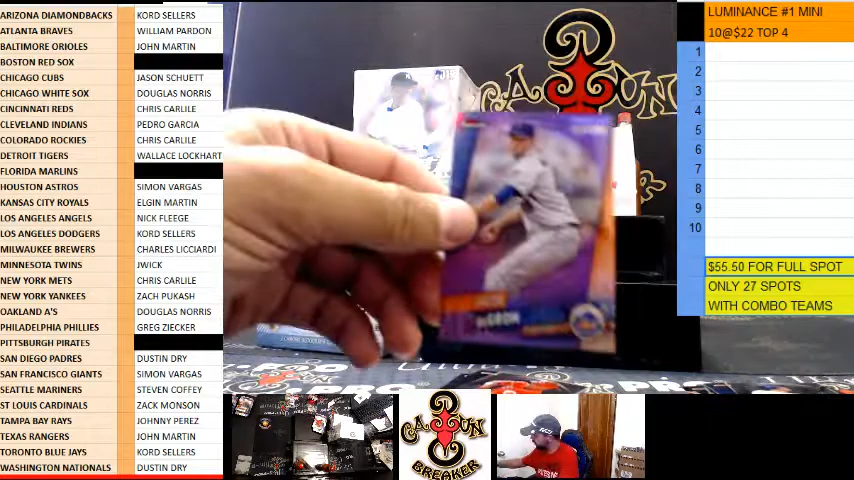 ARIZONA DIAMONDBACKS KORD SELLERS
ATLANTA BRAVES WILLIAM PARDON
BALTIMORE ORIOLES JOHN MARTIN
BOSTON RED SOX
CHICAGO CUBS JASON SCHUETT
CHICAGO WHITE SOX DOUGLAS NORRIS
CINCINNATI REDS CHRIS CARLILE
CLEVELAND INDIANS PEDRO GARCIA
COLORADO ROCKIES CHRIS CARLILE
DETROIT TIGERS WALLACE LOCKHART
FLORIDA MARLINS
HOUSTON ASTROS SIMON VARGAS
KANSAS CITY ROYALS ELGIN MARTIN
LOS ANGELES ANGELS NICK FLEEGE
LOS ANGELES DODGERS KORD SELLERS
MILWAUKEE BREWERS CHARLES LICCIARDI
MINNESOTA TWINS JWICK
NEW YORK METS CHRIS CARLILE
NEW YORK YANKEES ZACH PUKASH
OAKLAND A'S DOUGLAS NORRIS
PHILADELPHIA PHILLIES GREG ZIECKER
PITTSBURGH PIRATES
SAN DIEGO PADRES DUSTIN DRY
SAN FRANCISCO GIANTS SIMON VARGAS
SEATTLE MARINERS STEVEN COFFEY
ST LOUIS CARDINALS ZACK MONSON
TAMPA BAY RAYS JOHNNY PEREZ
TEXAS RANGERS JOHN MARTIN
TORONTO BLUE JAYS KORD SELLERS
WASHINGTON NATIONALS DUSTIN DRY
CAJUN
BREAKER
LUMINANCE #1 MINI
10@$22 TOP 4
1
2
3
4
5
6
7
8
9
10
$55.50 FOR FULL SPOT
ONLY 27 SPOTS
WITH COMBO TEAMS